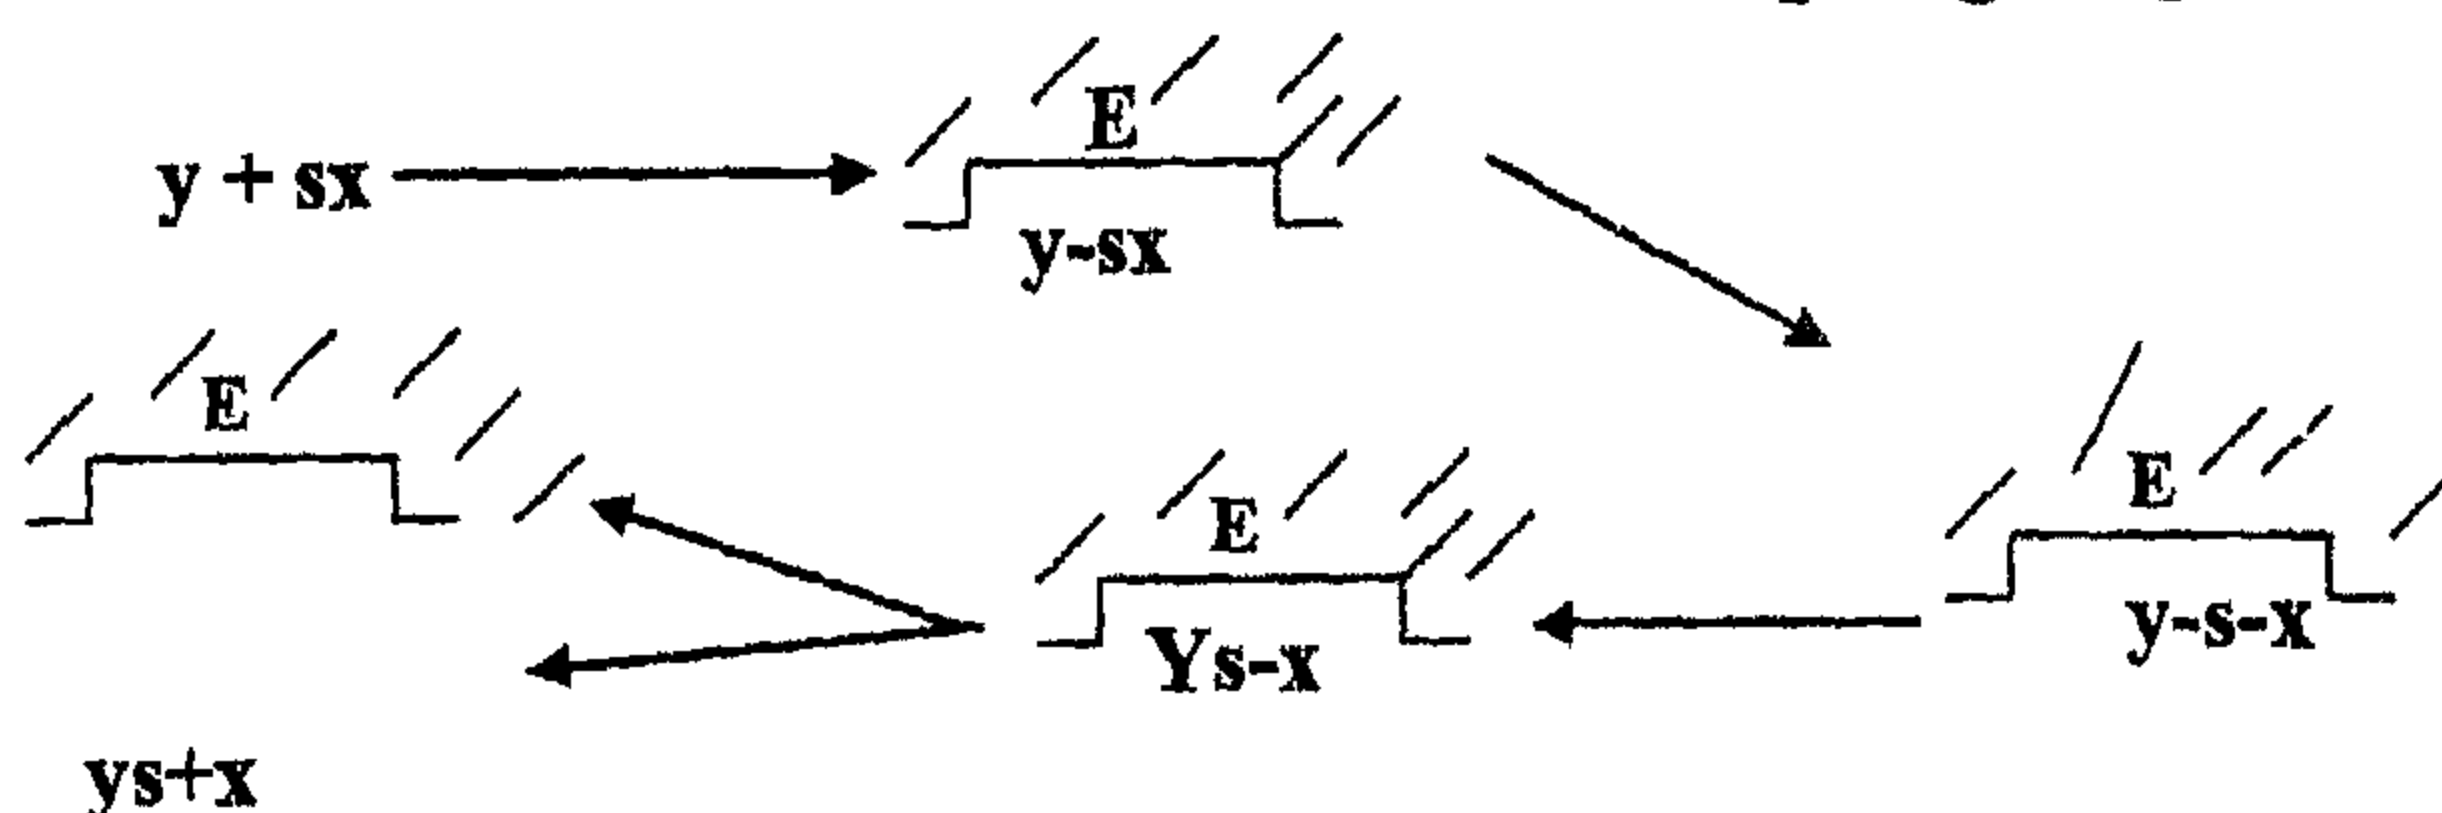 E
y + sx
y-sx
E
E
E
y-s-x
Ys-x
ys+x